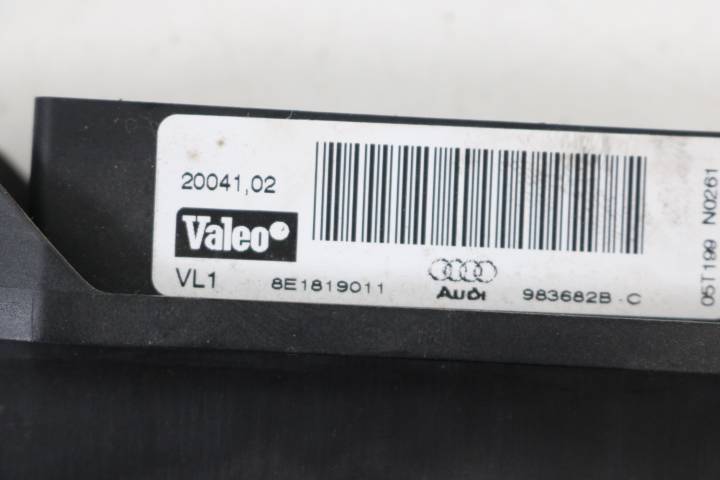 20041,02
Valeo
VL1
8E1819011
Audi
983682B-C
05T199 N0261